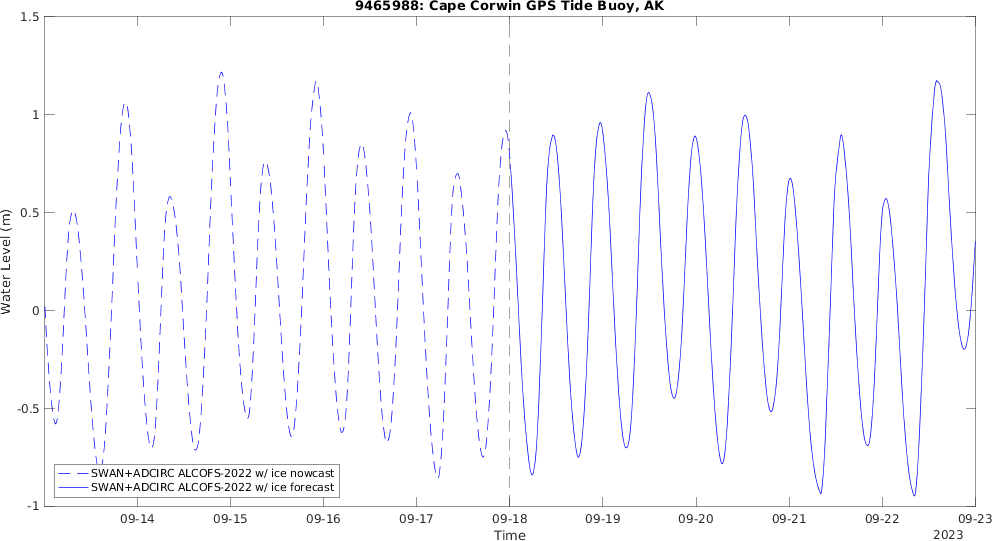 9465988: Cape Corwin GPS Tide Buoy, AK
1.5
1
0.5
0
-0.5
-1
Water Level (m)
SWAN+ADCIRC ALCOFS-2022 w/ ice nowcast
SWAN+ADCIRC ALCOFS-2022 w/ ice forecast
09-14 09-15 09-16 09-17 09-18 09-19 09-20 09-21 09-22 09-23
Time
2023